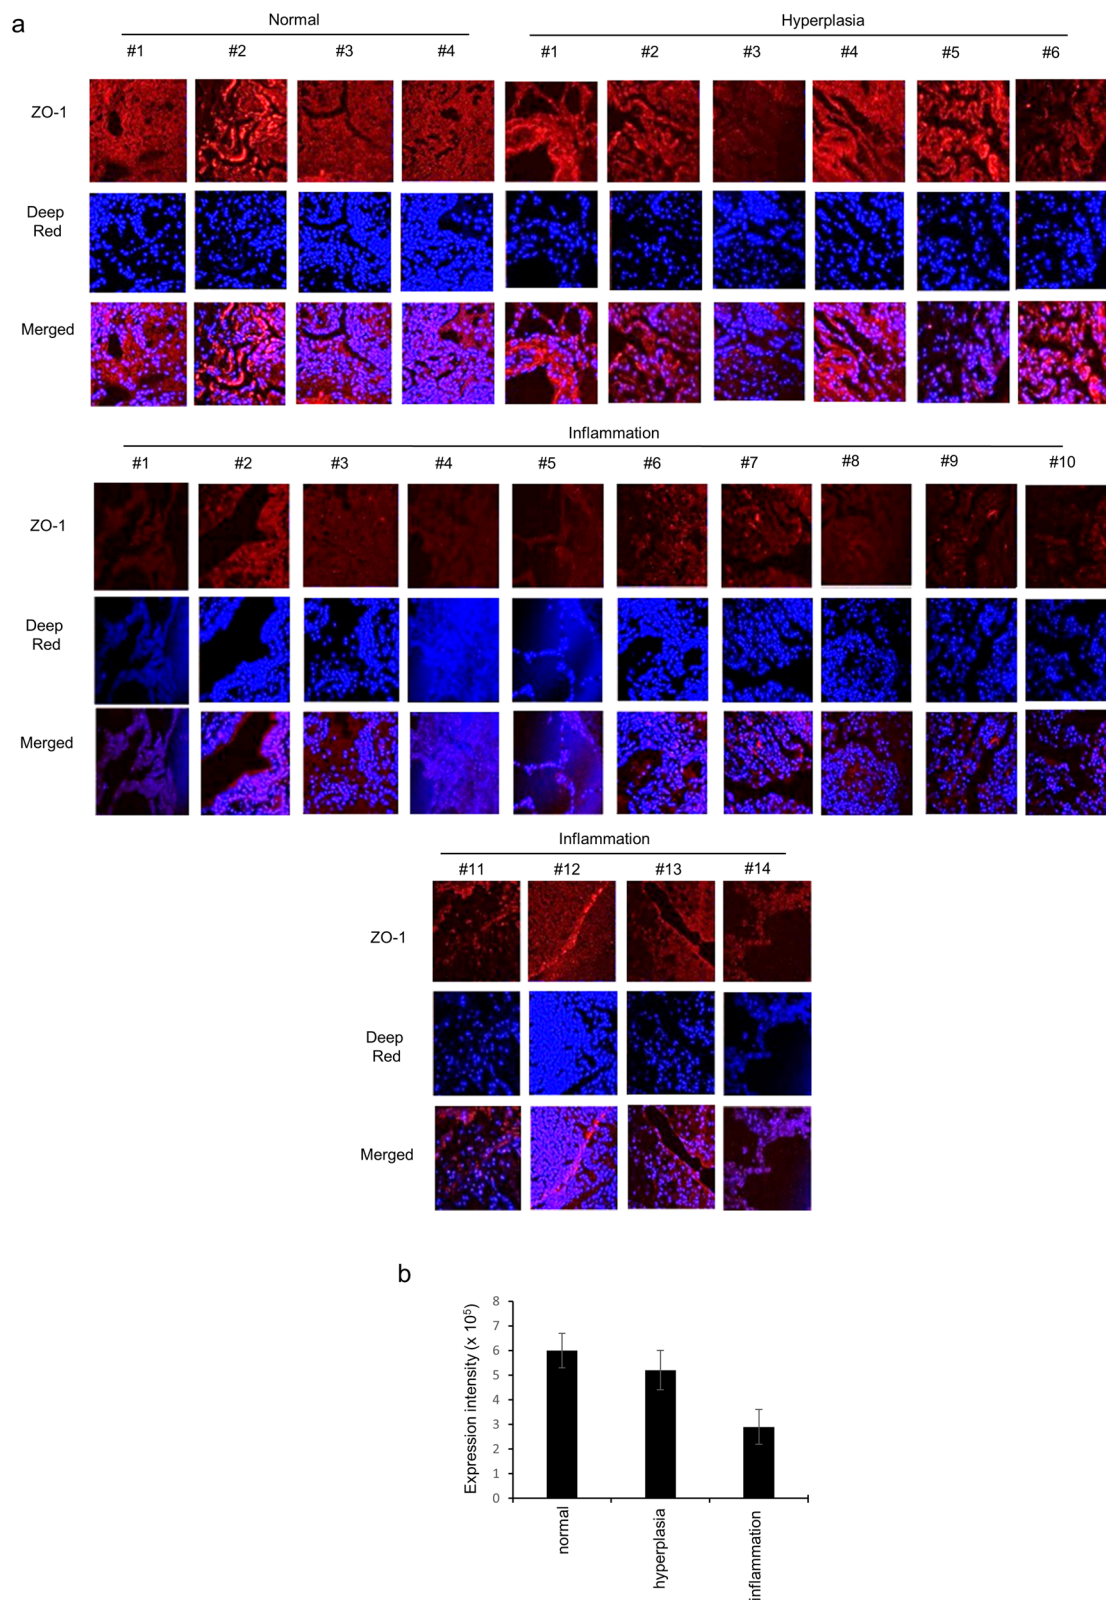 a
Normal
Hyperplasia
#1 #2 #3 #4 #1 #2 #3 #4 #5 #6
ZO-1
Deep
Red
Merged
Inflammation
#1 #2 #3 #4 #5 #6 #7 #8 #9 #10
ZO-1
Deep
Red
Merged
Inflammation
#11 #12 #13 #14
ZO-1
Deep
Red
Merged
b
Expression intensity (x 10⁵)
8
7
6
5
4
3
2
1
0
normal
hyperplasia
inflammation